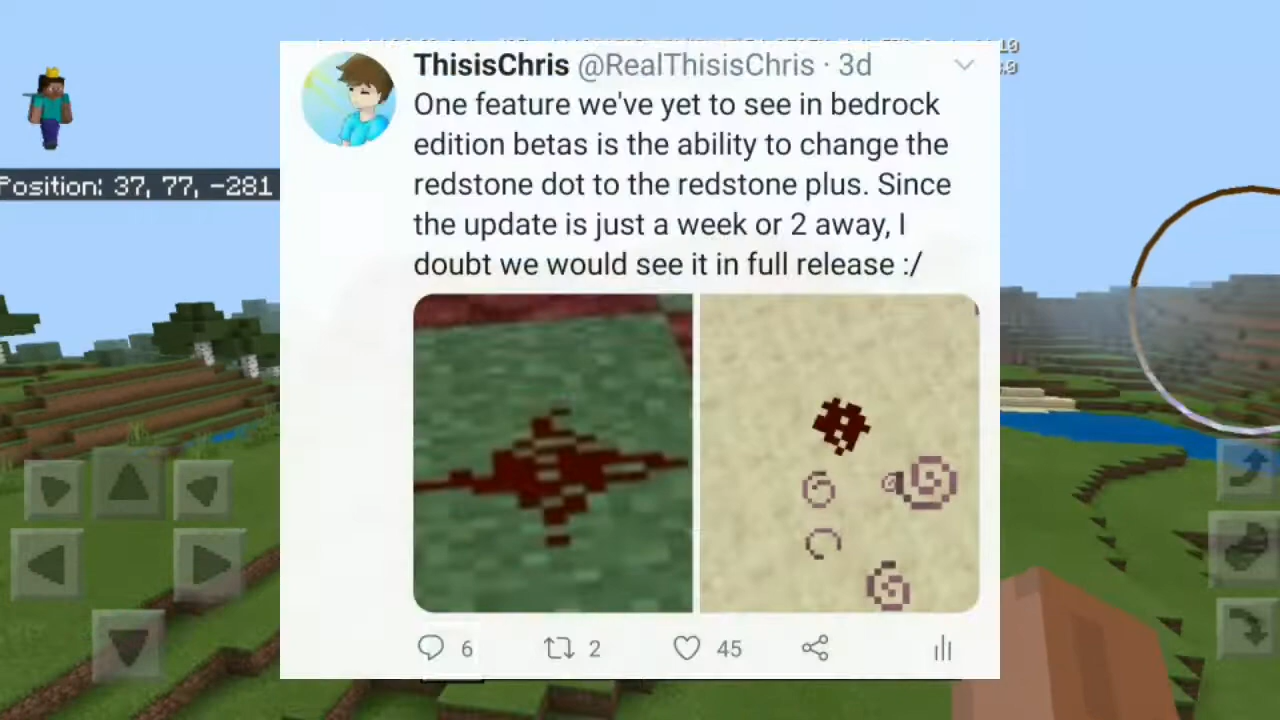 ThisisChris @RealThisisChris · 3d
One feature we've yet to see in bedrock
edition betas is the ability to change the
redstone dot to the redstone plus. Since
the update is just a week or 2 away, I
doubt we would see it in full release :/
Position: 37, 77, -281
6 2 45